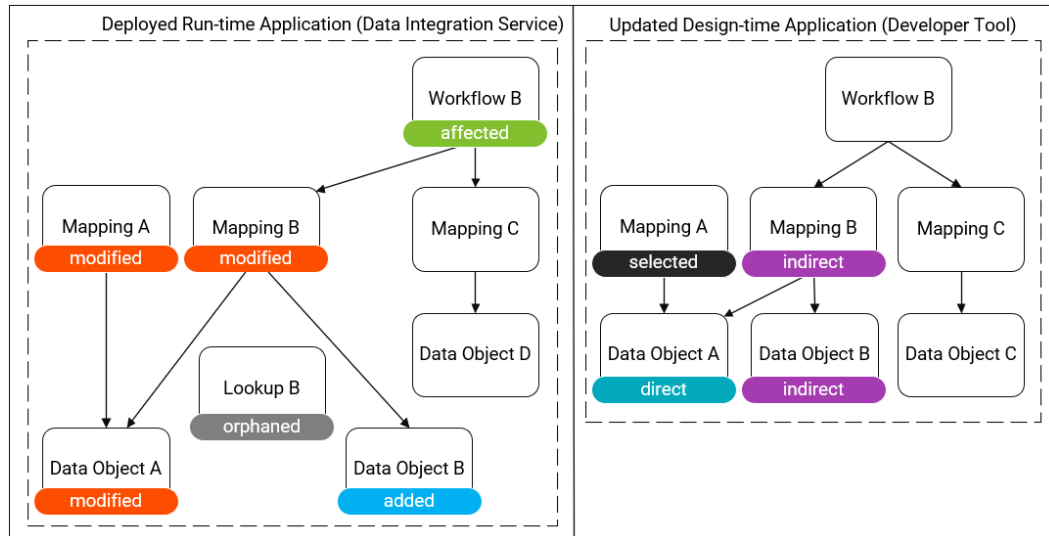 Deployed Run-time Application (Data Integration Service)
Workflow B
affected
Mapping A
modified
Mapping B
modified
Mapping C
Data Object D
Lookup B
orphaned
Data Object A
modified
Data Object B
added
Updated Design-time Application (Developer Tool)
Workflow B
Mapping A
selected
Mapping B
indirect
Mapping C
Data Object A
direct
Data Object B
indirect
Data Object C